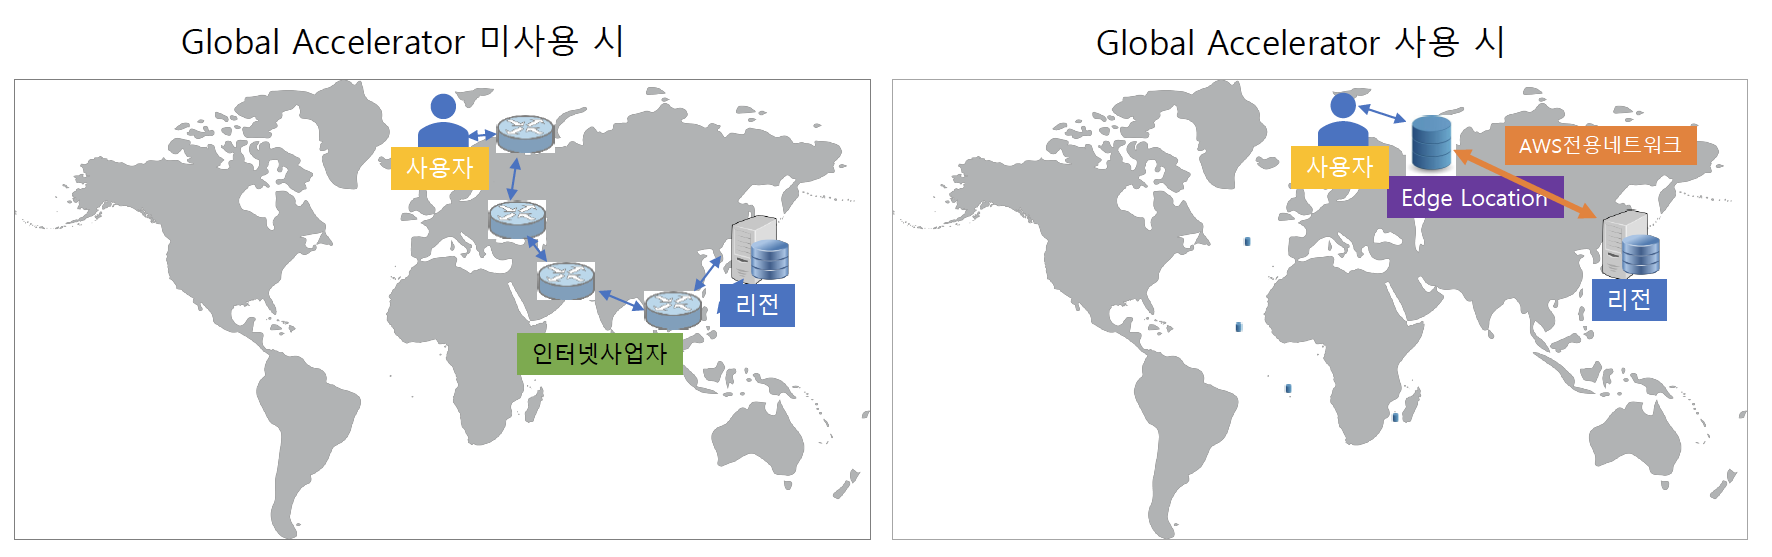 Global Accelerator 미사용 시
사용자
리전
인터넷사업자
Global Accelerator 사용 시
AWS전용네트워크
사용자
Edge Location
리전